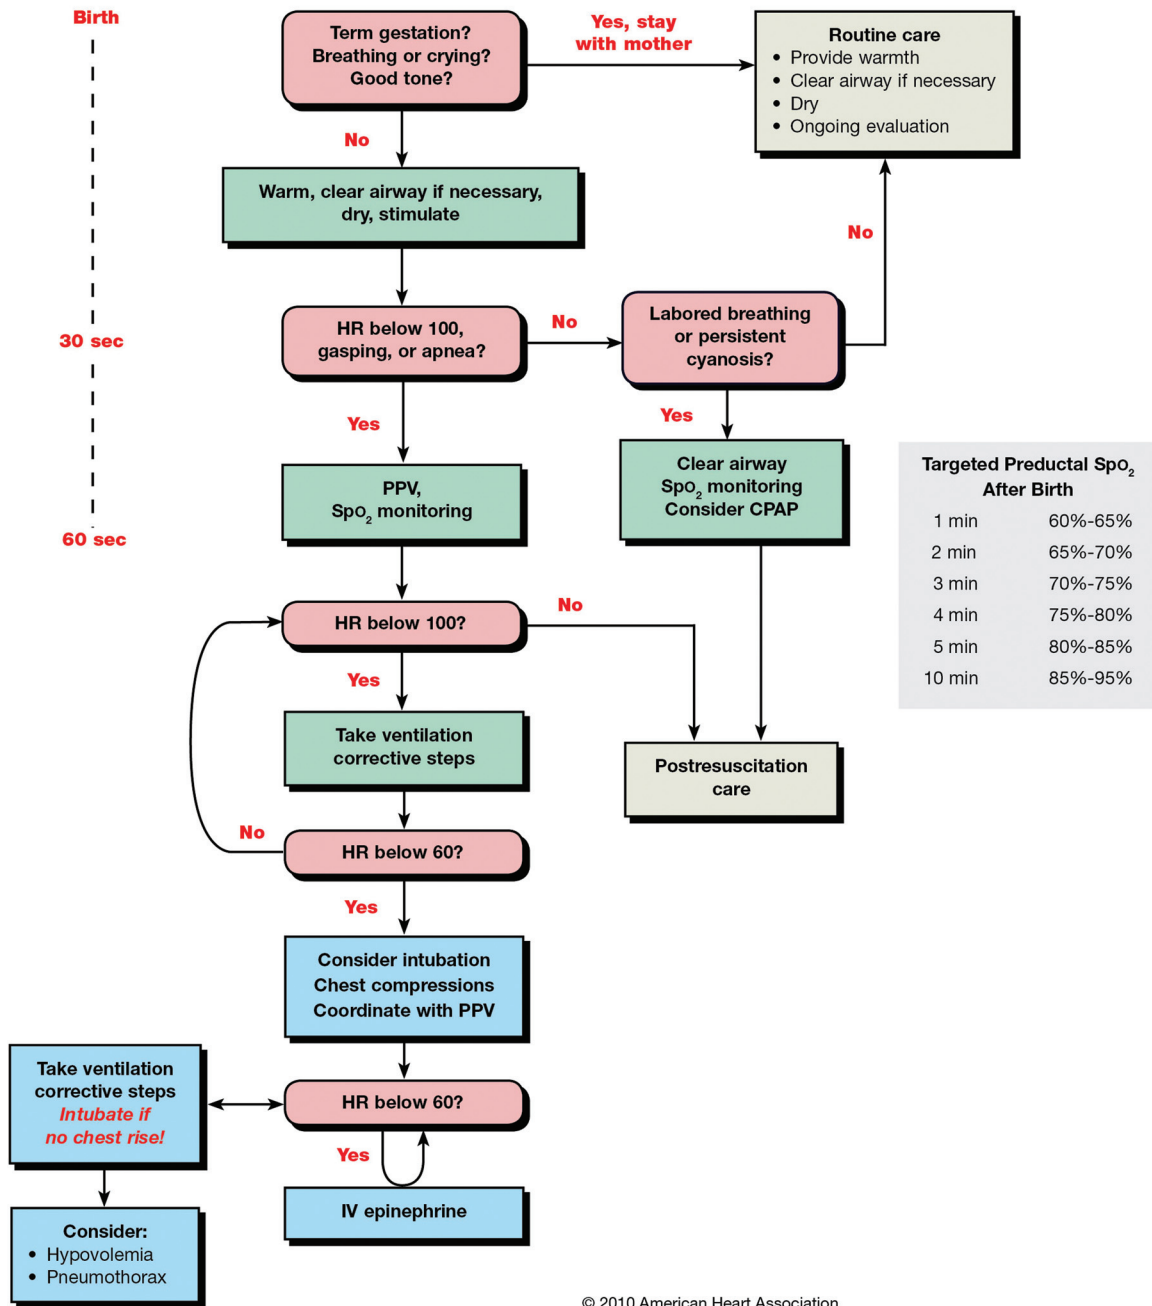 Birth
Term gestation?
Breathing or crying?
Good tone?
Yes, stay
with mother
Routine care
• Provide warmth
• Clear airway if necessary
• Dry
• Ongoing evaluation
No
Warm, clear airway if necessary,
dry, stimulate
No
30 sec
HR below 100,
gasping, or apnea?
No
Labored breathing
or persistent
cyanosis?
Yes
Yes
PPV,
SpO₂ monitoring
Clear airway
SpO₂ monitoring
Consider CPAP
60 sec
Targeted Preductal SpO₂
After Birth
1 min 60%-65%
2 min 65%-70%
3 min 70%-75%
4 min 75%-80%
5 min 80%-85%
10 min 85%-95%
HR below 100?
No
Yes
Take ventilation
corrective steps
Postresuscitation
care
No
HR below 60?
Yes
Consider intubation
Chest compressions
Coordinate with PPV
Take ventilation
corrective steps
Intubate if
no chest rise!
HR below 60?
Yes
IV epinephrine
Consider:
• Hypovolemia
• Pneumothorax
© 2010 American Heart Association